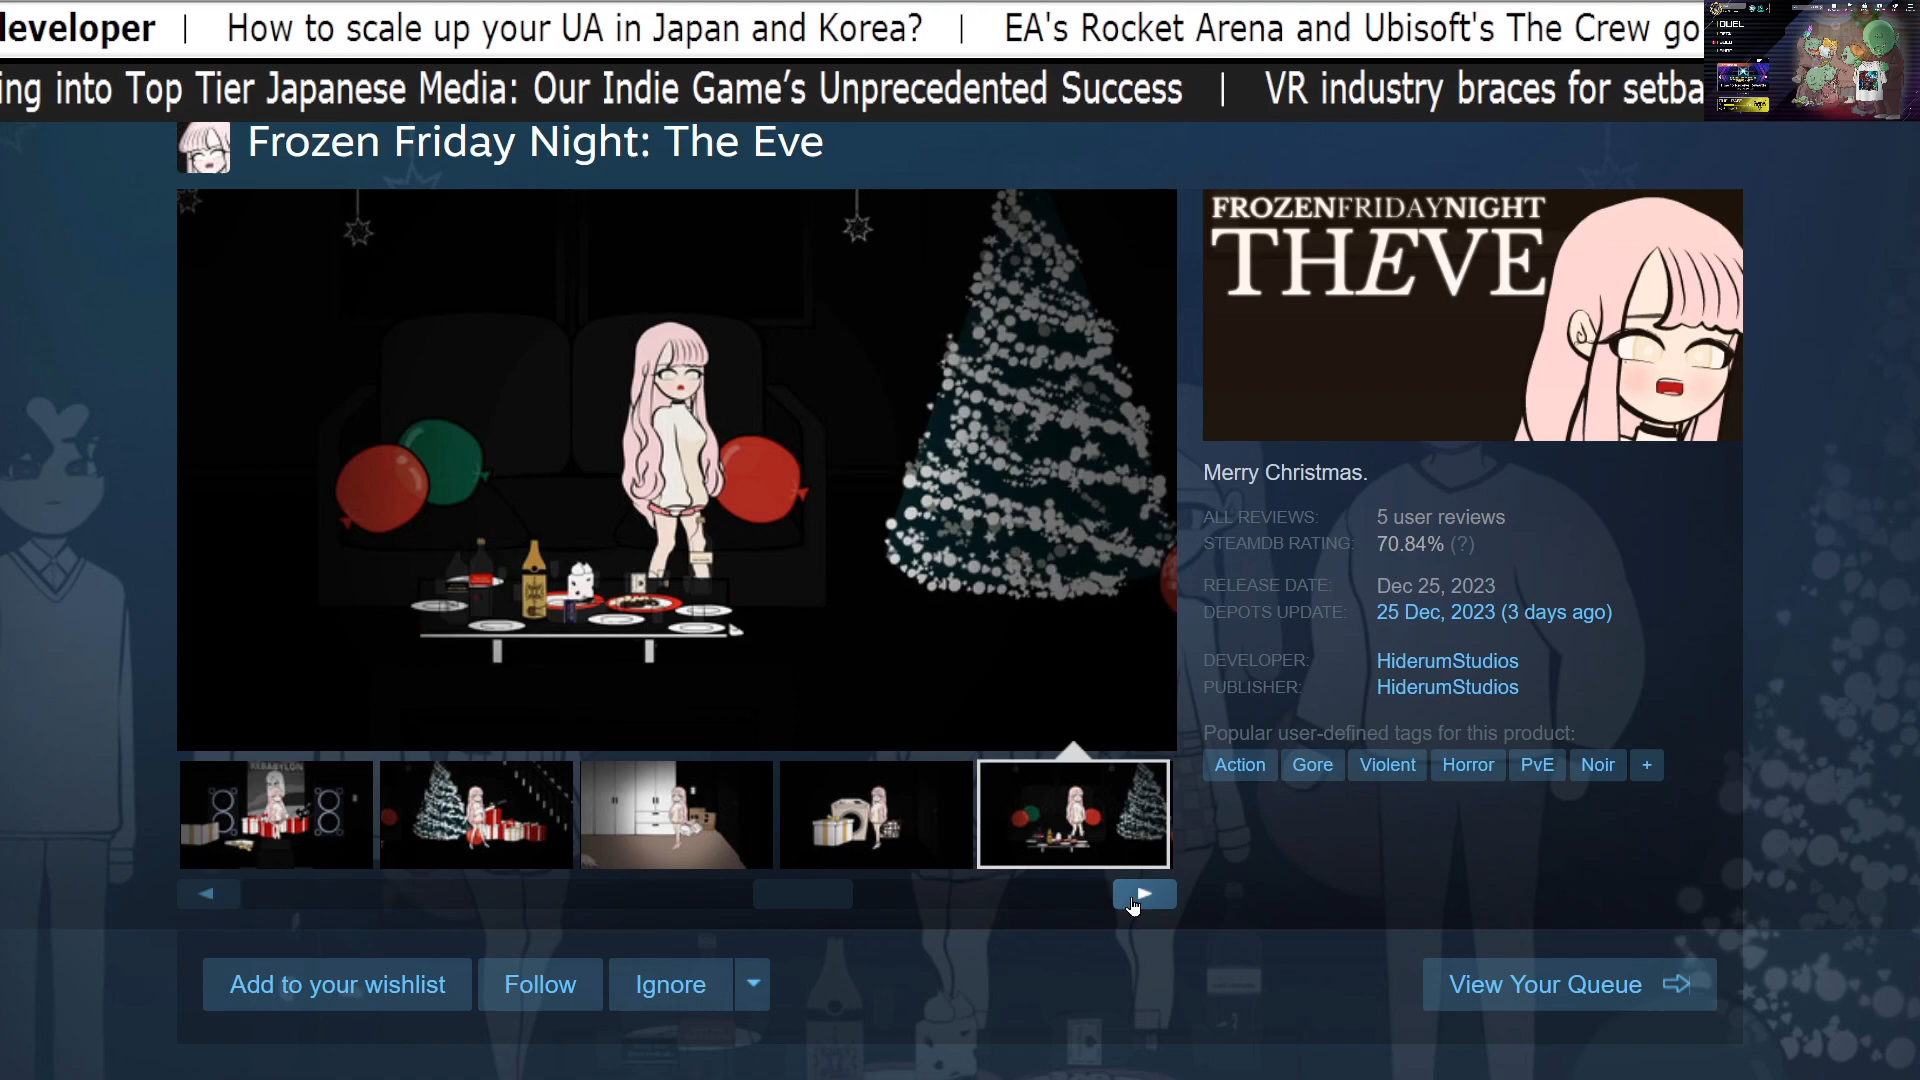 developer | How to scale up your UA in Japan and Korea? | EA's Rocket Arena and Ubisoft's The Crew go
ing into Top Tier Japanese Media: Our Indie Game's Unprecedented Success | VR industry braces for setba
DUEL
Frozen Friday Night: The Eve
FROZENFRIDAYNIGHT
THEVE
Merry Christmas.
ALL REVIEWS: 5 user reviews
STEAMDB RATING: 70.84% (?)
RELEASE DATE: Dec 25, 2023
DEPOTS UPDATE: 25 Dec, 2023 (3 days ago)
DEVELOPER: HiderumStudios
PUBLISHER: HiderumStudios
Popular user-defined tags for this product:
Action Gore Violent Horror PvE Noir +
REBABYLON
Add to your wishlist Follow Ignore View Your Queue